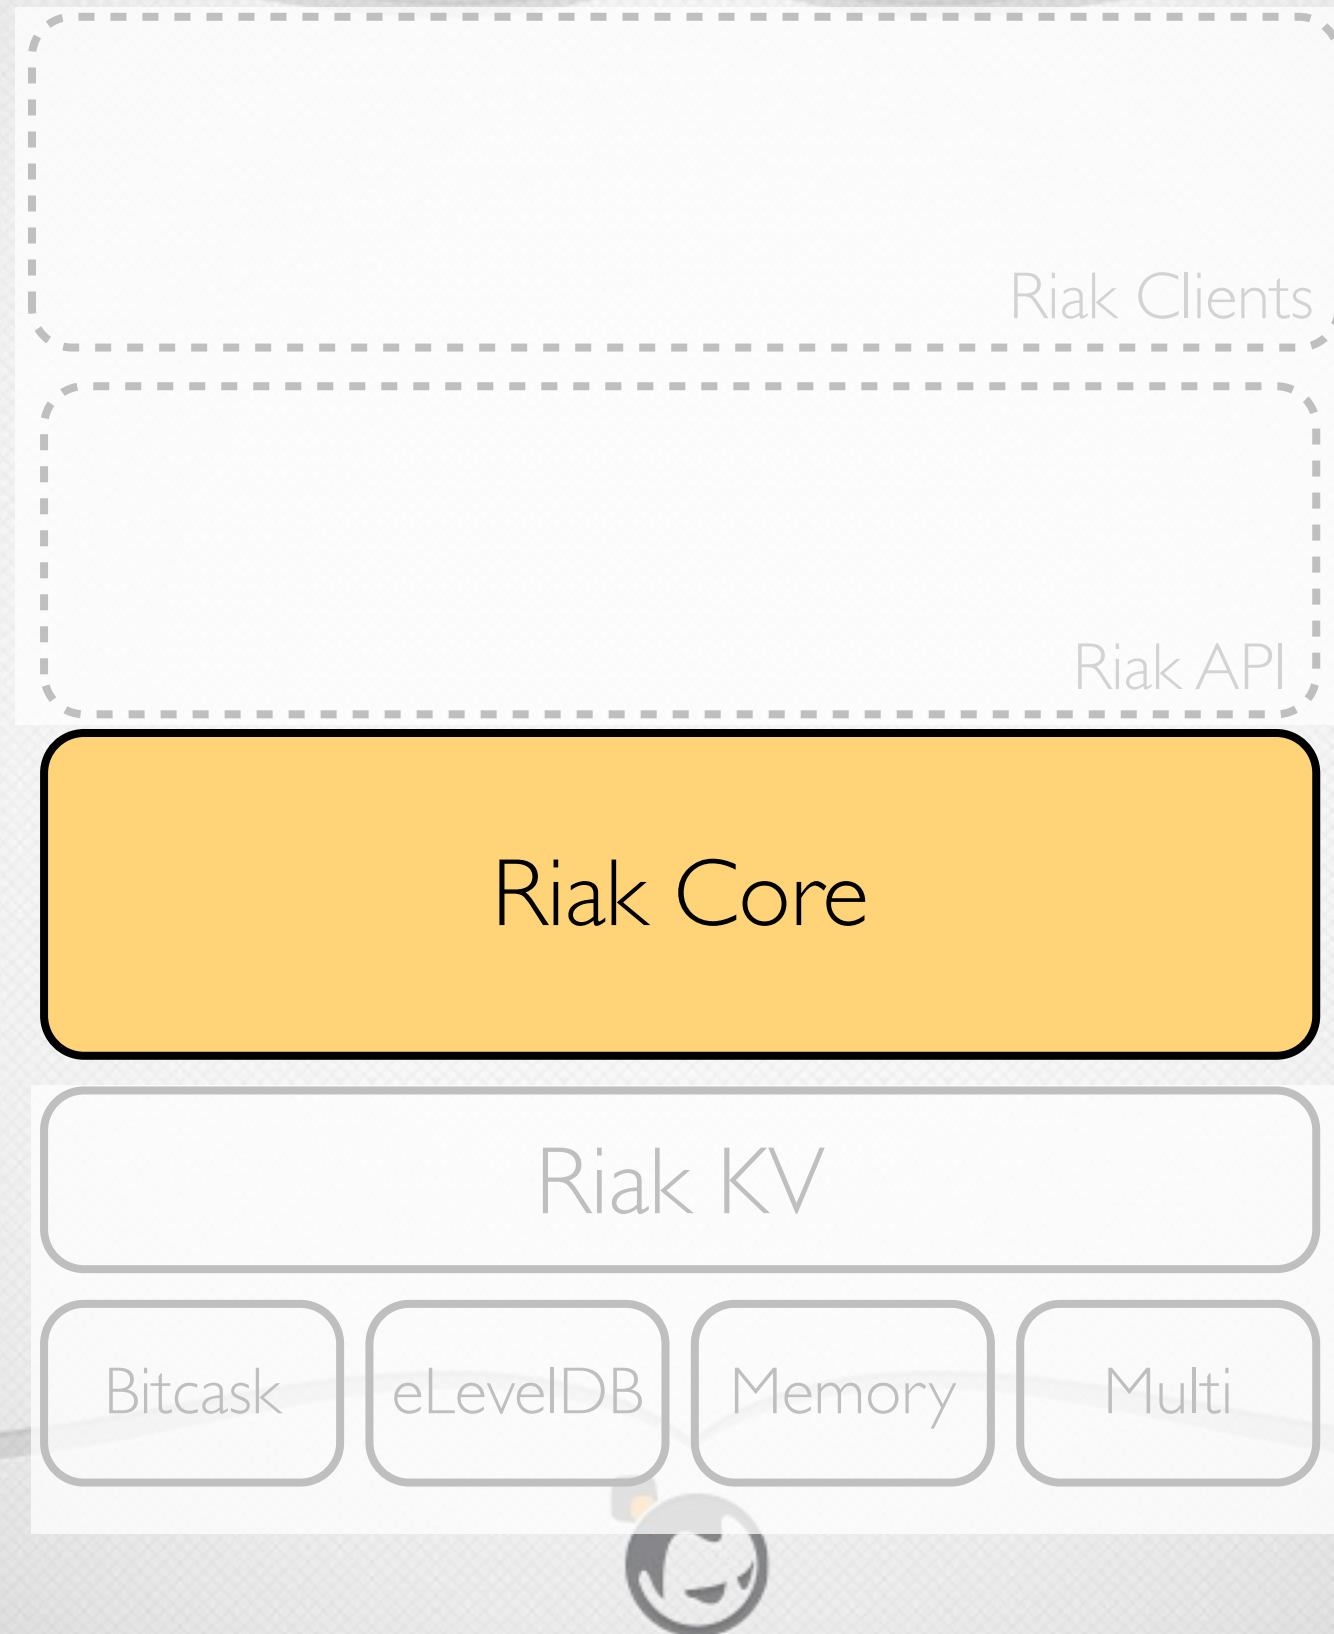 Riak Clients
Riak API
Riak Core
Riak KV
Bitcask
eLevelDB
Memory
Multi